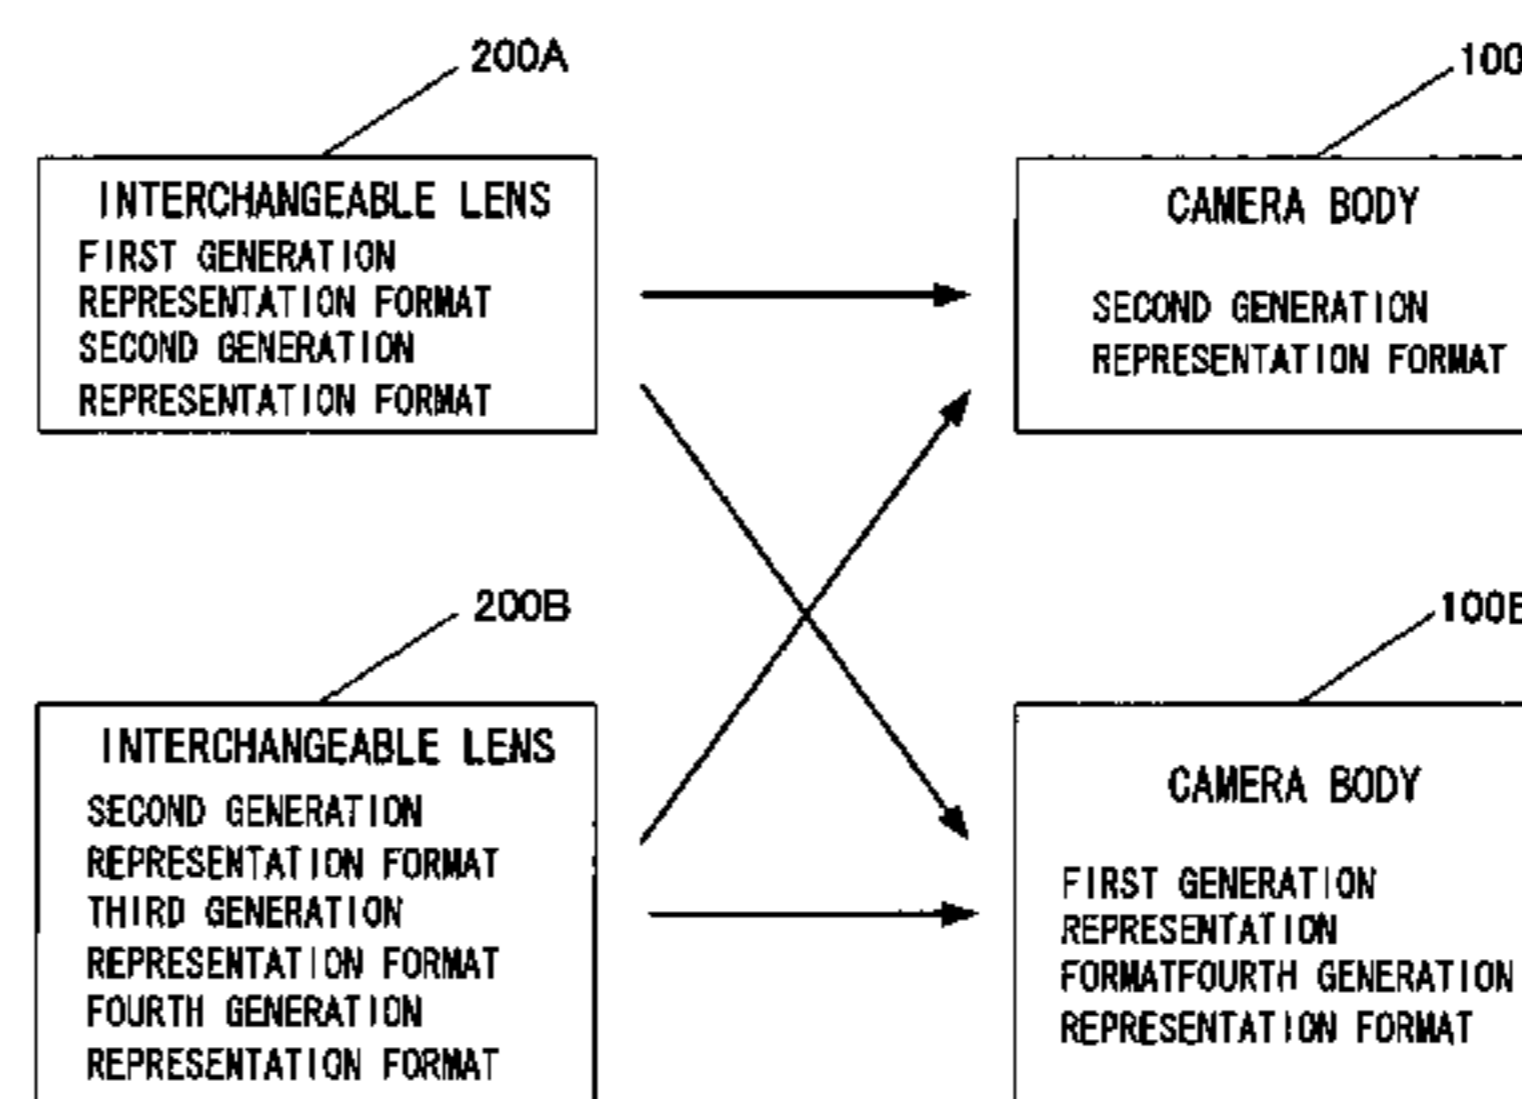 200A
INTERCHANGEABLE LENS
FIRST GENERATION
REPRESENTATION FORMAT
SECOND GENERATION
REPRESENTATION FORMAT
100
CAMERA BODY
SECOND GENERATION
REPRESENTATION FORMAT
200B
INTERCHANGEABLE LENS
SECOND GENERATION
REPRESENTATION FORMAT
THIRD GENERATION
REPRESENTATION FORMAT
FOURTH GENERATION
REPRESENTATION FORMAT
100B
CAMERA BODY
FIRST GENERATION
REPRESENTATION
FORMATFOURTH GENERATION
REPRESENTATION FORMAT